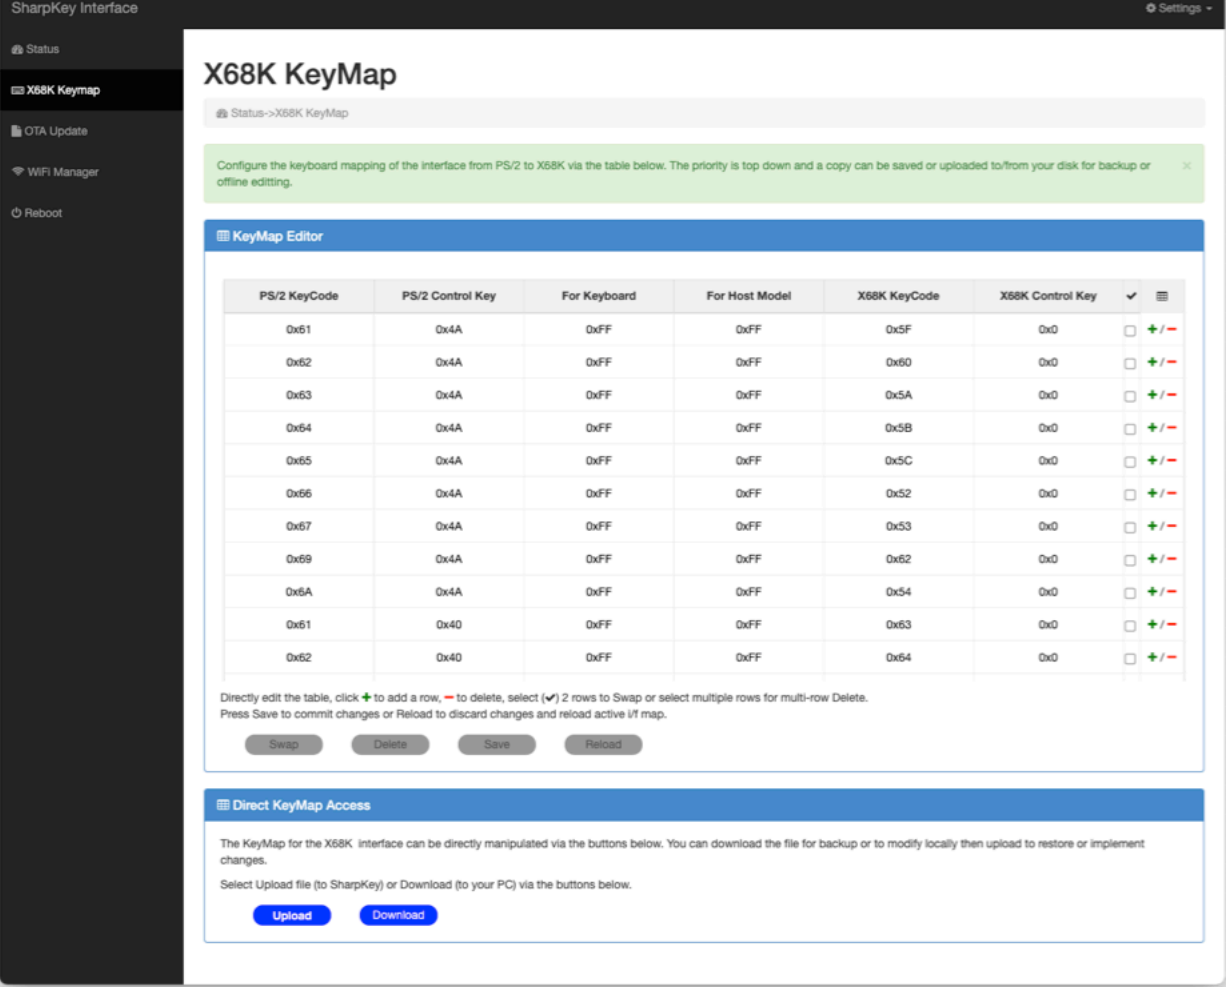 SharpKey Interface
Settings
Status
X68K Keymap
OTA Update
WiFi Manager
Reboot
X68K KeyMap
Status->X68K KeyMap
Configure the keyboard mapping of the interface from PS/2 to X68K via the table below. The priority is top down and a copy can be saved or uploaded to/from your disk for backup or
offline editting.
×
KeyMap Editor
PS/2 KeyCode PS/2 Control Key For Keyboard For Host Model X68K KeyCode X68K Control Key ✔
0x61 0x4A 0xFF 0xFF 0x5F 0x0 +/−
0x62 0x4A 0xFF 0xFF 0x60 0x0 +/−
0x63 0x4A 0xFF 0xFF 0x5A 0x0 +/−
0x64 0x4A 0xFF 0xFF 0x5B 0x0 +/−
0x65 0x4A 0xFF 0xFF 0x5C 0x0 +/−
0x66 0x4A 0xFF 0xFF 0x52 0x0 +/−
0x67 0x4A 0xFF 0xFF 0x53 0x0 +/−
0x69 0x4A 0xFF 0xFF 0x62 0x0 +/−
0x6A 0x4A 0xFF 0xFF 0x54 0x0 +/−
0x61 0x40 0xFF 0xFF 0x63 0x0 +/−
0x62 0x40 0xFF 0xFF 0x64 0x0 +/−
Directly edit the table, click + to add a row, − to delete, select (✔) 2 rows to Swap or select multiple rows for multi-row Delete.
Press Save to commit changes or Reload to discard changes and reload active i/f map.
Swap Delete Save Reload
Direct KeyMap Access
The KeyMap for the X68K interface can be directly manipulated via the buttons below. You can download the file for backup or to modify locally then upload to restore or implement
changes.
Select Upload file (to SharpKey) or Download (to your PC) via the buttons below.
Upload Download